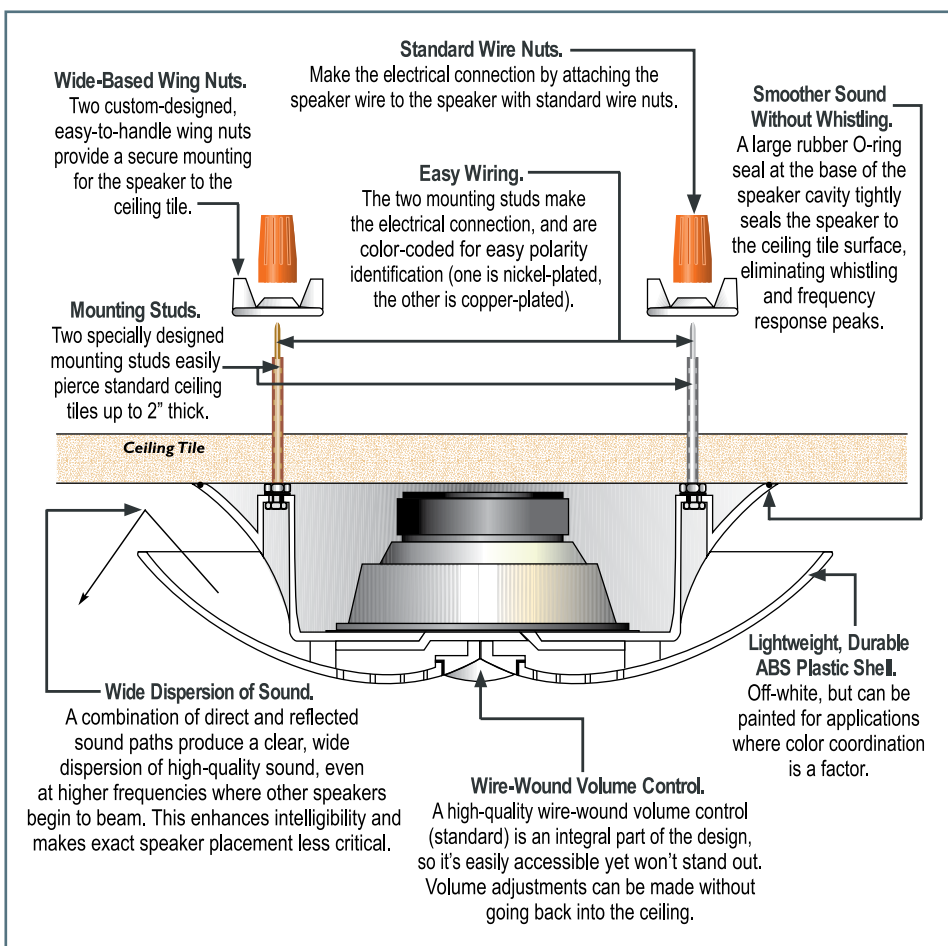 Wide-Based Wing Nuts.
Two custom-designed,
easy-to-handle wing nuts
provide a secure mounting
for the speaker to the
ceiling tile.
Standard Wire Nuts.
Make the electrical connection by attaching the
speaker wire to the speaker with standard wire nuts.
Smoother Sound
Without Whistling.
A large rubber O-ring
seal at the base of the
speaker cavity tightly
seals the speaker to
the ceiling tile surface,
eliminating whistling
and frequency
response peaks.
Easy Wiring.
The two mounting studs make
the electrical connection, and are
color-coded for easy polarity
identification (one is nickel-plated,
the other is copper-plated).
Mounting Studs.
Two specially designed
mounting studs easily
pierce standard ceiling
tiles up to 2” thick.
Ceiling Tile
Wide Dispersion of Sound.
A combination of direct and reflected
sound paths produce a clear, wide
dispersion of high-quality sound, even
at higher frequencies where other speakers
begin to beam. This enhances intelligibility and
makes exact speaker placement less critical.
Lightweight, Durable
ABS Plastic Shell.
Off-white, but can be
painted for applications
where color coordination
is a factor.
Wire-Wound Volume Control.
A high-quality wire-wound volume control
(standard) is an integral part of the design,
so it’s easily accessible yet won’t stand out.
Volume adjustments can be made without
going back into the ceiling.